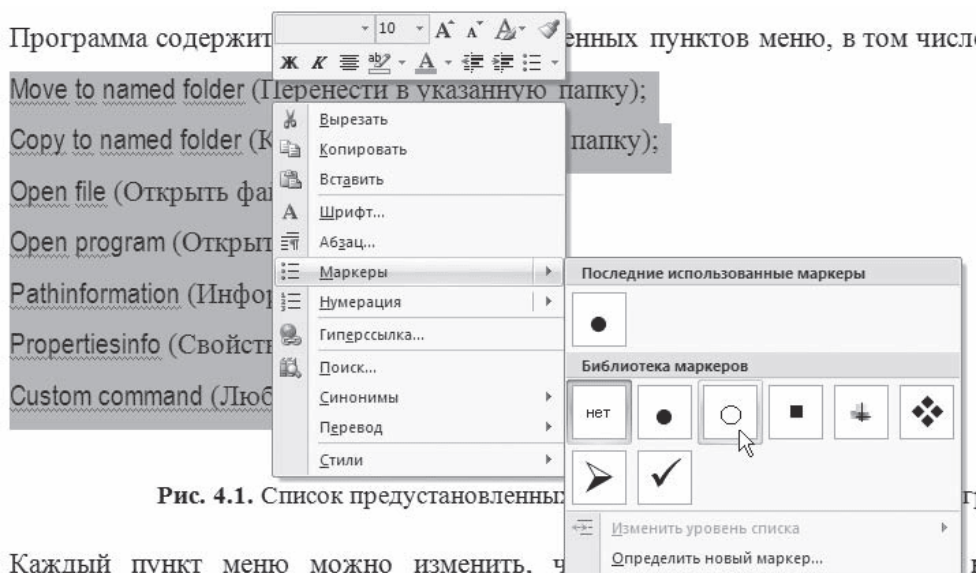 Программа содержит енных пунктов меню, в том числе
10
Ж К
Move to named folder (Перенести в указанную папку);
Copy to named folder (К папку);
Open file (Открыть фа
Open program (Открыт
Pathinformation (Инфор
Propertiesinfo (Свойств
Custom command (Люб
Вырезать
Копировать
Вставить
Шрифт...
Абзац...
Маркеры
Нумерация
Гиперссылка...
Поиск...
Синонимы
Перевод
Стили
Последние использованные маркеры
Библиотека маркеров
нет
Изменить уровень списка
Определить новый маркер...
Рис. 4.1. Список предустановленны
Каждый пункт меню можно изменить, ч